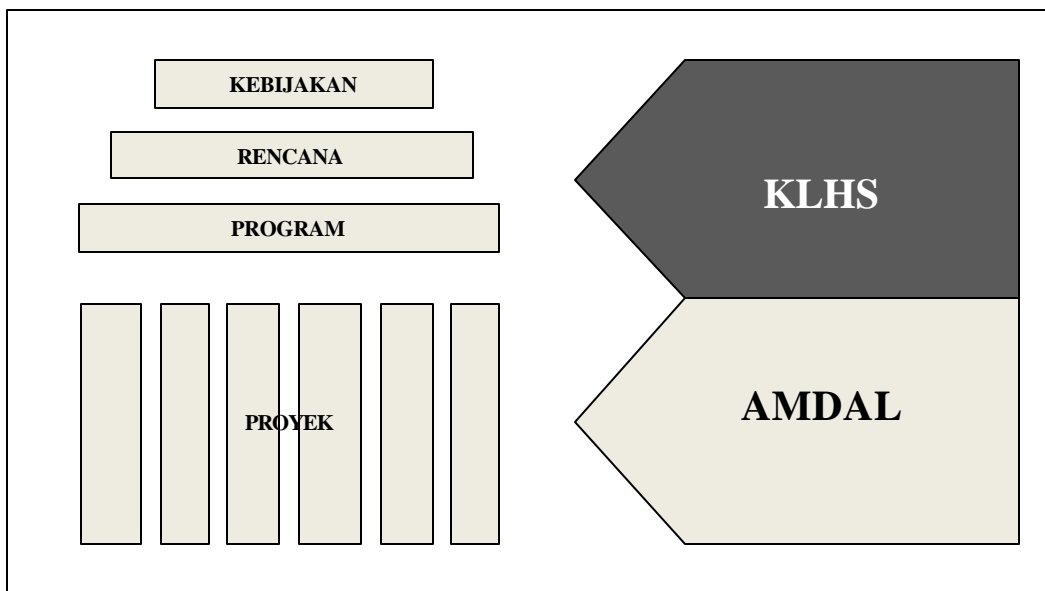 KEBIJAKAN
RENCANA
PROGRAM
PROYEK
KLHS
AMDAL